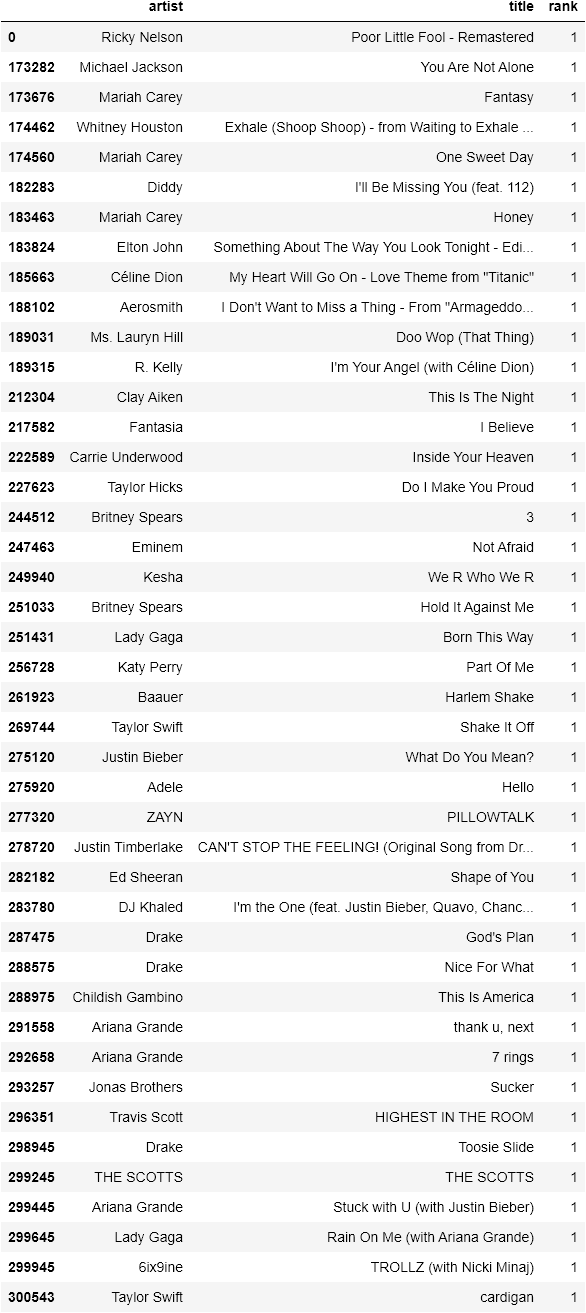 artist title rank
0 Ricky Nelson Poor Little Fool - Remastered 1
173282 Michael Jackson You Are Not Alone 1
173676 Mariah Carey Fantasy 1
174462 Whitney Houston Exhale (Shoop Shoop) - from Waiting to Exhale ... 1
174560 Mariah Carey One Sweet Day 1
182283 Diddy I'll Be Missing You (feat. 112) 1
183463 Mariah Carey Honey 1
183824 Elton John Something About The Way You Look Tonight - Edi... 1
185663 Céline Dion My Heart Will Go On - Love Theme from "Titanic" 1
188102 Aerosmith I Don't Want to Miss a Thing - From "Armageddo... 1
189031 Ms. Lauryn Hill Doo Wop (That Thing) 1
189315 R. Kelly I'm Your Angel (with Céline Dion) 1
212304 Clay Aiken This Is The Night 1
217582 Fantasia I Believe 1
222589 Carrie Underwood Inside Your Heaven 1
227623 Taylor Hicks Do I Make You Proud 1
244512 Britney Spears 3 1
247463 Eminem Not Afraid 1
249940 Kesha We R Who We R 1
251033 Britney Spears Hold It Against Me 1
251431 Lady Gaga Born This Way 1
256728 Katy Perry Part Of Me 1
261923 Baauer Harlem Shake 1
269744 Taylor Swift Shake It Off 1
275120 Justin Bieber What Do You Mean? 1
275920 Adele Hello 1
277320 ZAYN PILLOWTALK 1
278720 Justin Timberlake CAN'T STOP THE FEELING! (Original Song from Dr... 1
282182 Ed Sheeran Shape of You 1
283780 DJ Khaled I'm the One (feat. Justin Bieber, Quavo, Chanc... 1
287475 Drake God's Plan 1
288575 Drake Nice For What 1
288975 Childish Gambino This Is America 1
291558 Ariana Grande thank u, next 1
292658 Ariana Grande 7 rings 1
293257 Jonas Brothers Sucker 1
296351 Travis Scott HIGHEST IN THE ROOM 1
298945 Drake Toosie Slide 1
299245 THE SCOTTS THE SCOTTS 1
299445 Ariana Grande Stuck with U (with Justin Bieber) 1
299645 Lady Gaga Rain On Me (with Ariana Grande) 1
299945 6ix9ine TROLLZ (with Nicki Minaj) 1
300543 Taylor Swift cardigan 1